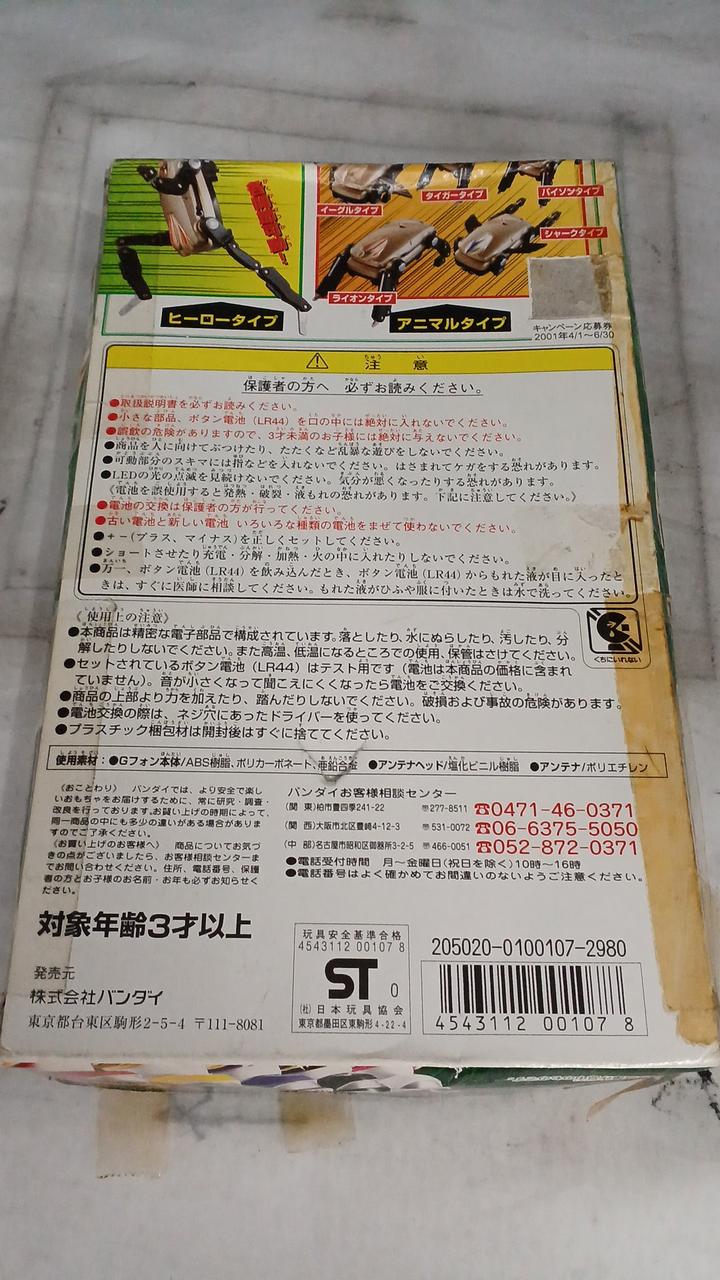 タイガータイプ
バイソンタイプ
イーグルタイプ
シャークタイプ
ライオンタイプ
ヒーロータイプ
アニマルタイプ
キャンペーン応募券
2001年4/1〜6/30
⚠ 注意
保護者の方へ 必ずお読みください。
●取扱説明書を必ずお読みください。
●小さな部品、ボタン電池（LR44）を口の中には絶対に入れないでください。
●誤飲の危険がありますので、3才未満のお子様には絶対に与えないでください。
●商品を人に向けてぶつけたり、たたくなど乱暴な遊びをしないでください。
●可動部分のスキマには指などを入れないでください。はさまれてケガをする恐れがあります。
●LEDの光の点滅を見続けないでください。気分が悪くなったりする恐れがあります。
《電池を誤使用すると発熱・破裂・液もれの恐れがあります。下記に注意してください。》
●電池の交換は保護者の方が行ってください。
●古い電池と新しい電池 いろいろな種類の電池をまぜて使わないでください。
●＋−(プラス、マイナス)を正しくセットしてください。
●ショートさせたり充電・分解・加熱・火の中に入れたりしないでください。
●万一、ボタン電池（LR44）を飲み込んだとき、ボタン電池（LR44）からもれた液が目に入ったと
きは、すぐに医師に相談してください。もれた液がひふや服に付いたときは水で洗ってください。
《使用上の注意》
●本商品は精密な電子部品で構成されています。落としたり、水にぬらしたり、汚したり、分
解したりしないでください。また高温、低温になるところでの使用、保管はさけてください。
●セットされているボタン電池（LR44）はテスト用です（電池は本商品の価格に含まれ
ていません）。音が小さくなって聞こえにくくなったら電池をご交換ください。
●商品の上部より力を加えたり、踏んだりしないでください。破損および事故の危険があります。
●電池交換の際は、ネジ穴にあったドライバーを使ってください。
●プラスチック梱包材は開封後はすぐに捨ててください。
くちにいれない
使用素材：●Gフォン本体/ABS樹脂、ポリカーボネート、亜鉛合金 ●アンテナヘッド/塩化ビニル樹脂 ●アンテナ/ポリエチレン
〈おことわり〉 バンダイでは、より安全で楽し
いおもちゃをお届けするために、常に研究・調査・
改良を行っております。お買い上げの時期によって、
同一商品の中にも多少の違いがある場合がありま
すのでご了承ください。
〈お買い上げのお客様へ〉 商品についてお気づ
きの点がございましたら、お客様相談センターま
でお問い合わせください。住所、電話番号、保護
者の方とお子様のお名前・お年も必ずお知らせく
ださい。
バンダイお客様相談センター
(関 東)柏市豊四季241-22 〒277-8511 ☎0471-46-0371
(関 西)大阪市北区豊崎4-12-3 〒531-0072 ☎06-6375-5050
(中 部)名古屋市昭和区御器所3-2-5 〒466-0051 ☎052-872-0371
●電話受付時間 月〜金曜日(祝日を除く)10時〜16時
●電話番号はよく確かめてお間違いのないようご注意ください。
対象年齢3才以上
発売元
株式会社バンダイ
東京都台東区駒形2-5-4 〒111-8081
玩具安全基準合格
4543112 00107 8
ST 0
(社)日本玩具協会
東京都墨田区東駒形4-22-4
205020-0100107-2980
4543112 00107 8